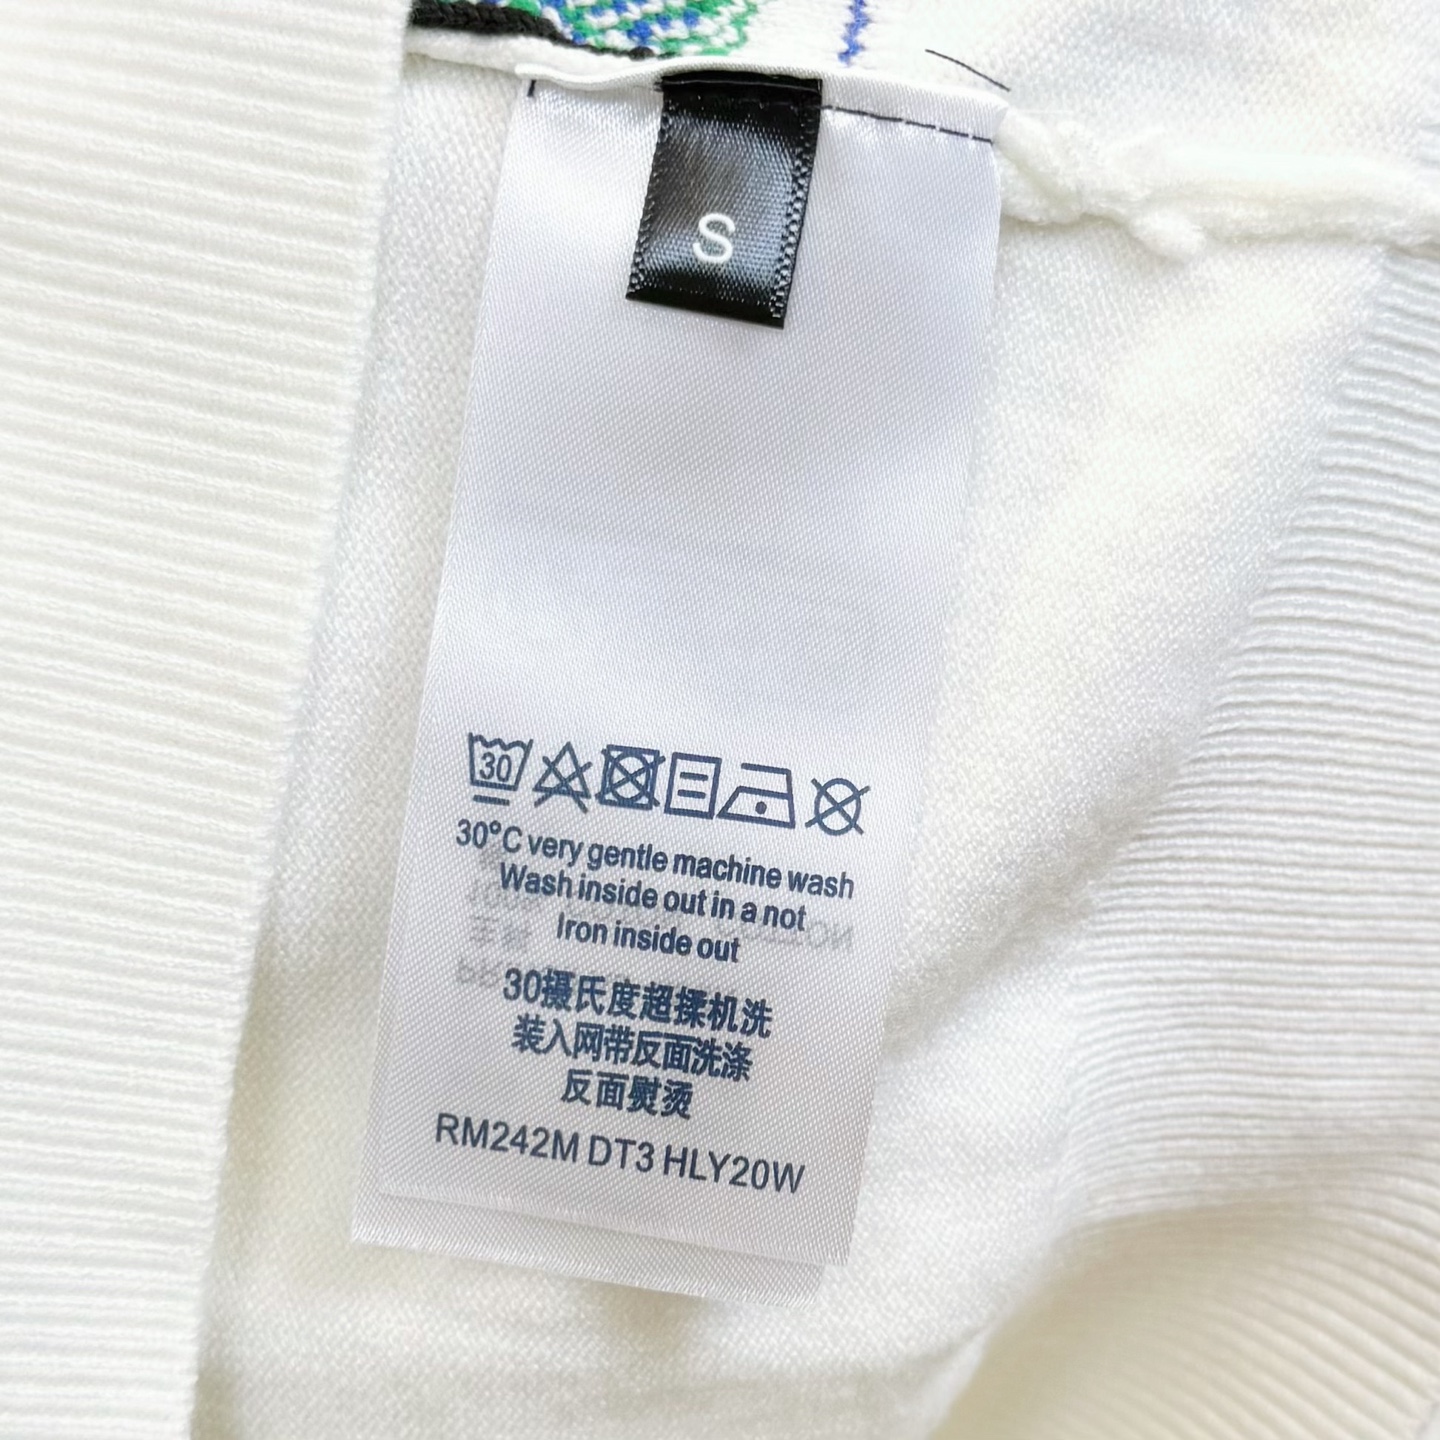 S
30
30°C very gentle machine wash
Wash inside out in a not
Iron inside out
30摄氏度超揉机洗
装入网带反面洗涤
反面熨烫
RM242M DT3 HLY20W